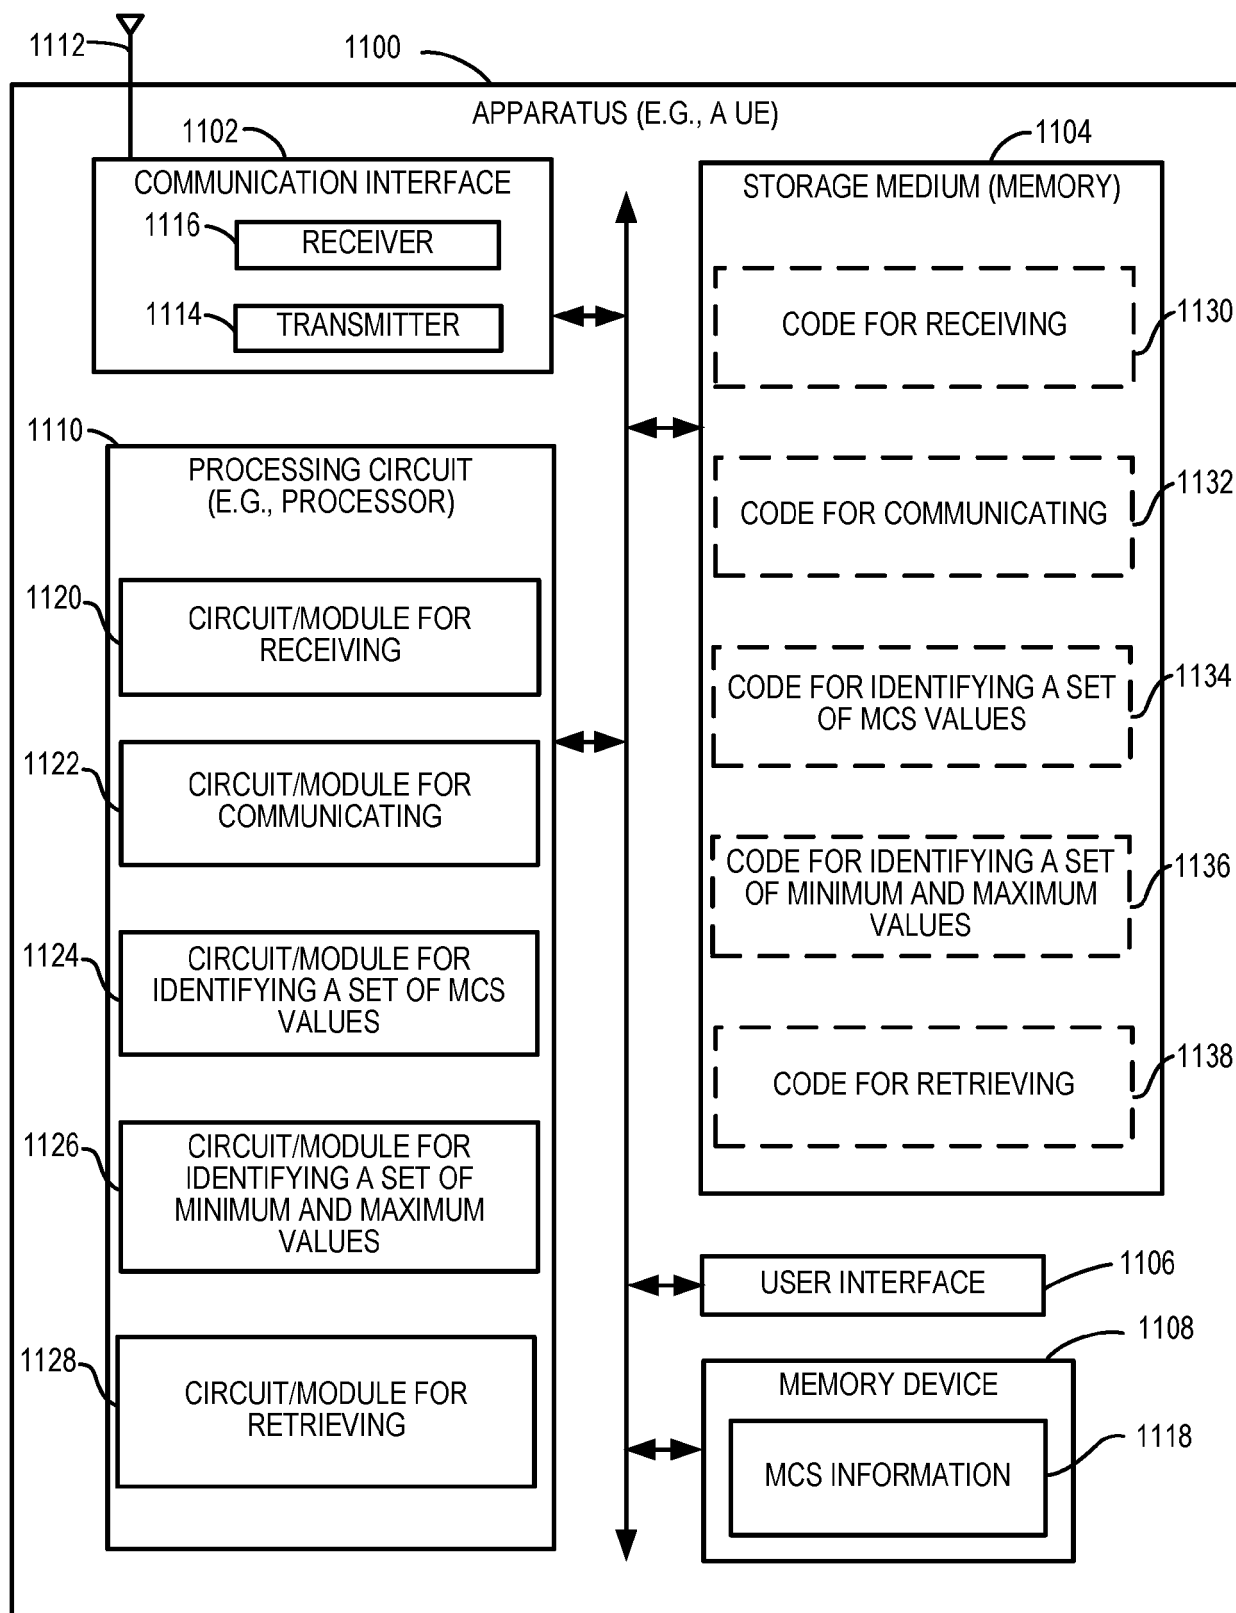 1112
1100
APPARATUS (E.G., A UE)
1102
COMMUNICATION INTERFACE
1116
RECEIVER
1114
TRANSMITTER
1110
PROCESSING CIRCUIT
(E.G., PROCESSOR)
1120
CIRCUIT/MODULE FOR
RECEIVING
1122
CIRCUIT/MODULE FOR
COMMUNICATING
1124
CIRCUIT/MODULE FOR
IDENTIFYING A SET OF MCS
VALUES
1126
CIRCUIT/MODULE FOR
IDENTIFYING A SET OF
MINIMUM AND MAXIMUM
VALUES
1128
CIRCUIT/MODULE FOR
RETRIEVING
1104
STORAGE MEDIUM (MEMORY)
CODE FOR RECEIVING
1130
CODE FOR COMMUNICATING
1132
CODE FOR IDENTIFYING A SET
OF MCS VALUES
1134
CODE FOR IDENTIFYING A SET
OF MINIMUM AND MAXIMUM
VALUES
1136
CODE FOR RETRIEVING
1138
USER INTERFACE
1106
1108
MEMORY DEVICE
MCS INFORMATION
1118